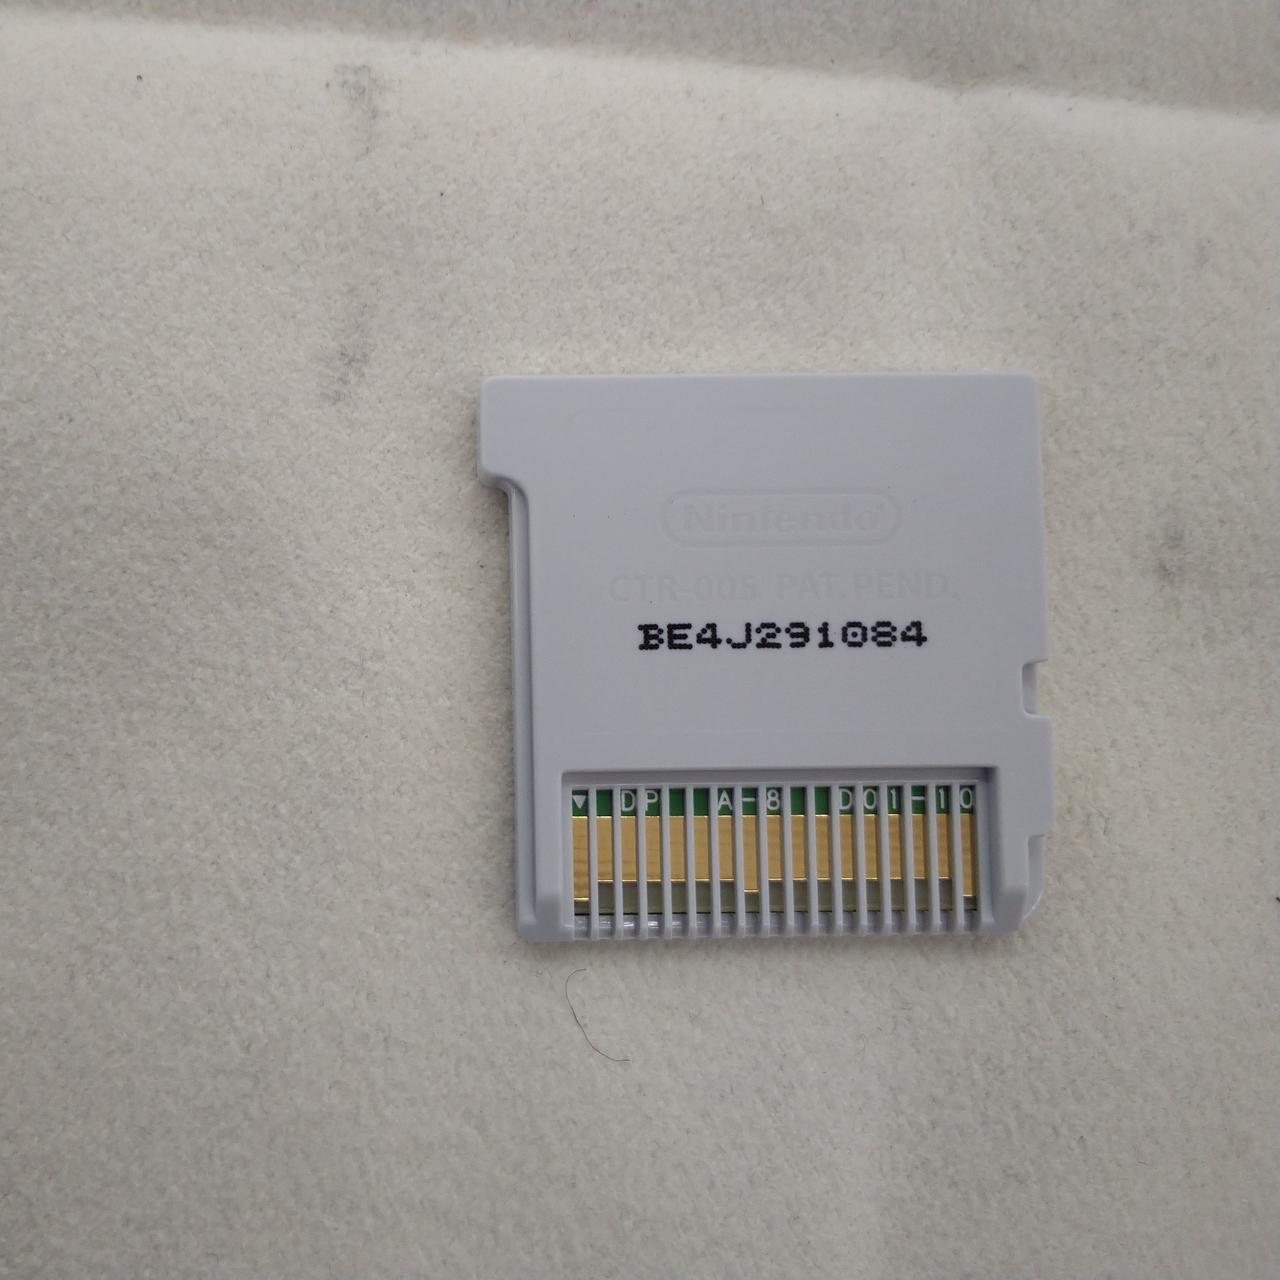 Nintendo®
CTR-005 PAT.PEND.
BE4J291084
▼ DP A-8 D01-10